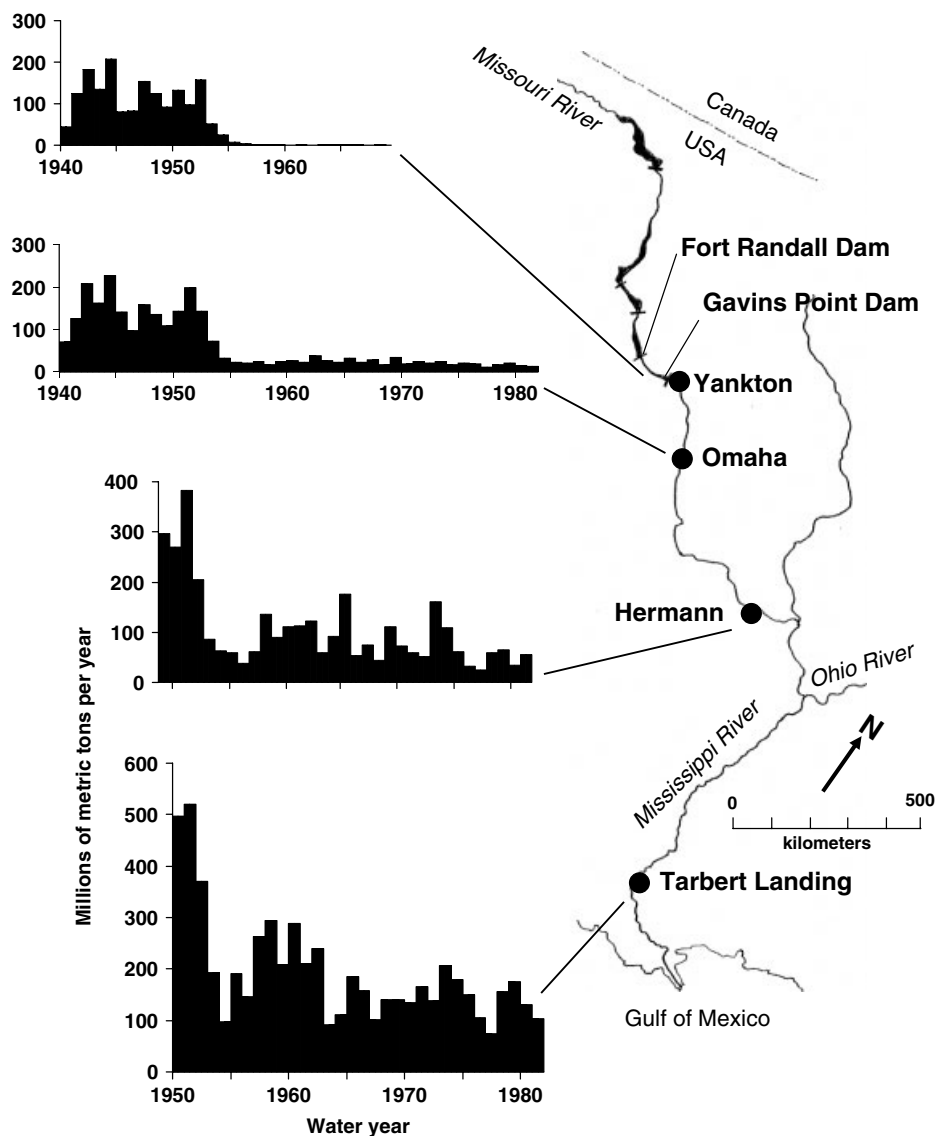 300
200
100
0
1940 1950 1960
300
200
100
0
1940 1950 1960 1970 1980
400
300
200
100
0
600
500
400
300
200
100
0
1950 1960 1970 1980
Water year
Millions of metric tons per year
Missouri River
Canada
USA
Fort Randall Dam
Gavins Point Dam
Yankton
Omaha
Hermann
Ohio River
Mississippi River
N
0 500
kilometers
Tarbert Landing
Gulf of Mexico